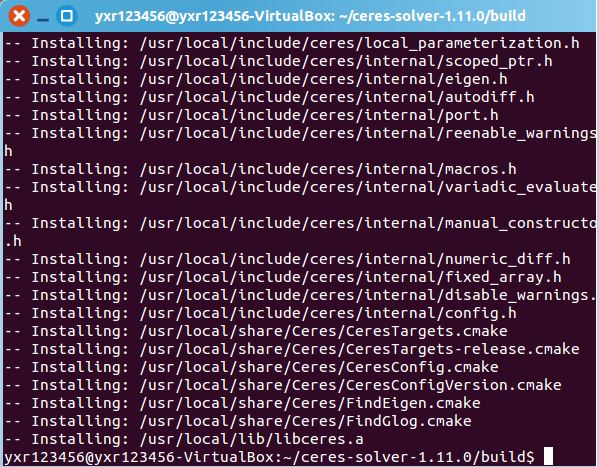 yxr123456@yxr123456-VirtualBox: ~/ceres-solver-1.11.0/build
-- Installing: /usr/local/include/ceres/local_parameterization.h
-- Installing: /usr/local/include/ceres/internal/scoped_ptr.h
-- Installing: /usr/local/include/ceres/internal/eigen.h
-- Installing: /usr/local/include/ceres/internal/autodiff.h
-- Installing: /usr/local/include/ceres/internal/port.h
-- Installing: /usr/local/include/ceres/internal/reenable_warnings
h
-- Installing: /usr/local/include/ceres/internal/macros.h
-- Installing: /usr/local/include/ceres/internal/variadic_evaluate
h
-- Installing: /usr/local/include/ceres/internal/manual_constructo
.h
-- Installing: /usr/local/include/ceres/internal/numeric_diff.h
-- Installing: /usr/local/include/ceres/internal/fixed_array.h
-- Installing: /usr/local/include/ceres/internal/disable_warnings.
-- Installing: /usr/local/include/ceres/internal/config.h
-- Installing: /usr/local/share/Ceres/CeresTargets.cmake
-- Installing: /usr/local/share/Ceres/CeresTargets-release.cmake
-- Installing: /usr/local/share/Ceres/CeresConfig.cmake
-- Installing: /usr/local/share/Ceres/CeresConfigVersion.cmake
-- Installing: /usr/local/share/Ceres/FindEigen.cmake
-- Installing: /usr/local/share/Ceres/FindGlog.cmake
-- Installing: /usr/local/lib/libceres.a
yxr123456@yxr123456-VirtualBox:~/ceres-solver-1.11.0/build$